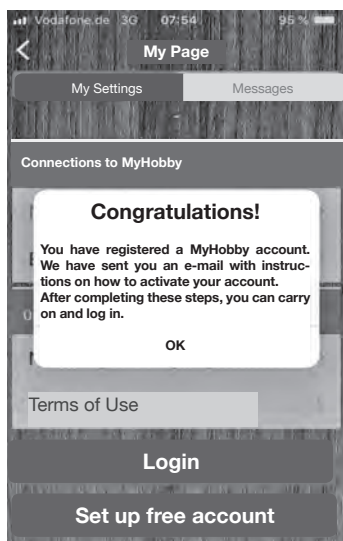 Vodafone.de 3G 07:54 95 %
My Page
My Settings Messages
Connections to MyHobby
Congratulations!
You have registered a MyHobby account.
We have sent you an e-mail with instruc-
tions on how to activate your account.
After completing these steps, you can carry
on and log in.
OK
Terms of Use
Login
Set up free account